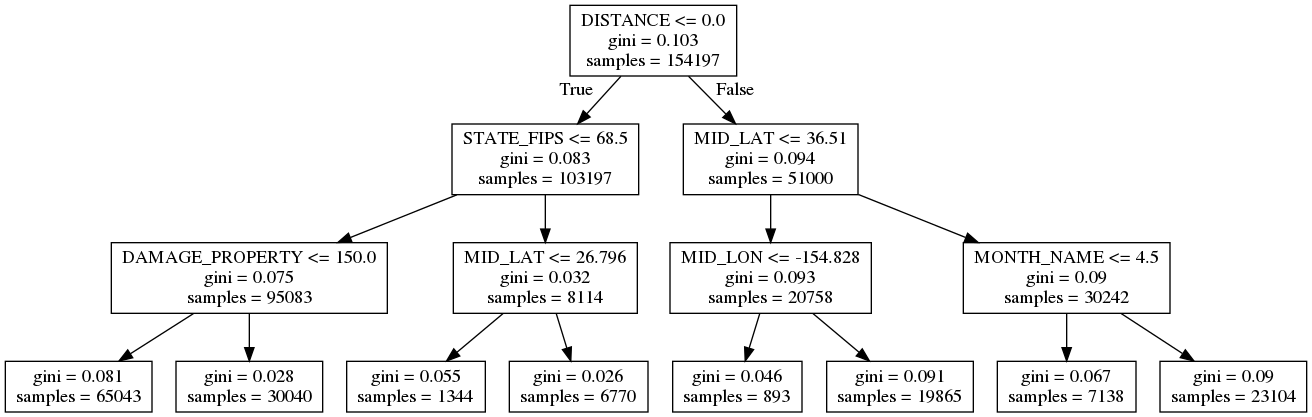 DISTANCE <= 0.0
gini = 0.103
samples = 154197
True
False
STATE_FIPS <= 68.5
gini = 0.083
samples = 103197
MID_LAT <= 36.51
gini = 0.094
samples = 51000
DAMAGE_PROPERTY <= 150.0
gini = 0.075
samples = 95083
MID_LAT <= 26.796
gini = 0.032
samples = 8114
MID_LON <= -154.828
gini = 0.093
samples = 20758
MONTH_NAME <= 4.5
gini = 0.09
samples = 30242
gini = 0.081
samples = 65043
gini = 0.028
samples = 30040
gini = 0.055
samples = 1344
gini = 0.026
samples = 6770
gini = 0.046
samples = 893
gini = 0.091
samples = 19865
gini = 0.067
samples = 7138
gini = 0.09
samples = 23104